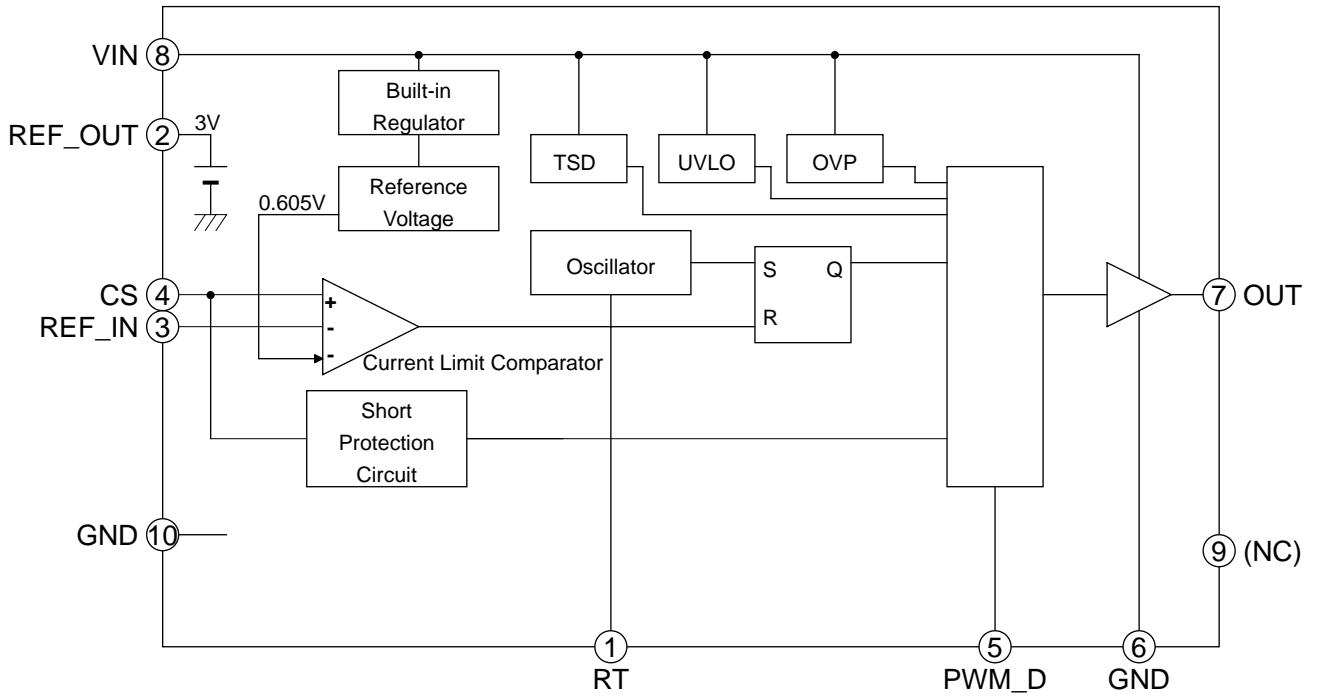 VIN 8
Built-in
Regulator
REF_OUT 2 3V
TSD
UVLO
OVP
Reference
Voltage
0.605V
Oscillator
S Q
R
CS 4
REF_IN 3
+
-
-
Current Limit Comparator
7 OUT
Short
Protection
Circuit
GND 10
9 (NC)
1
RT
5
PWM_D
6
GND